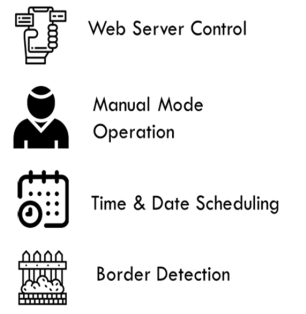 Web Server Control
Manual Mode
Operation
Time & Date Scheduling
Border Detection